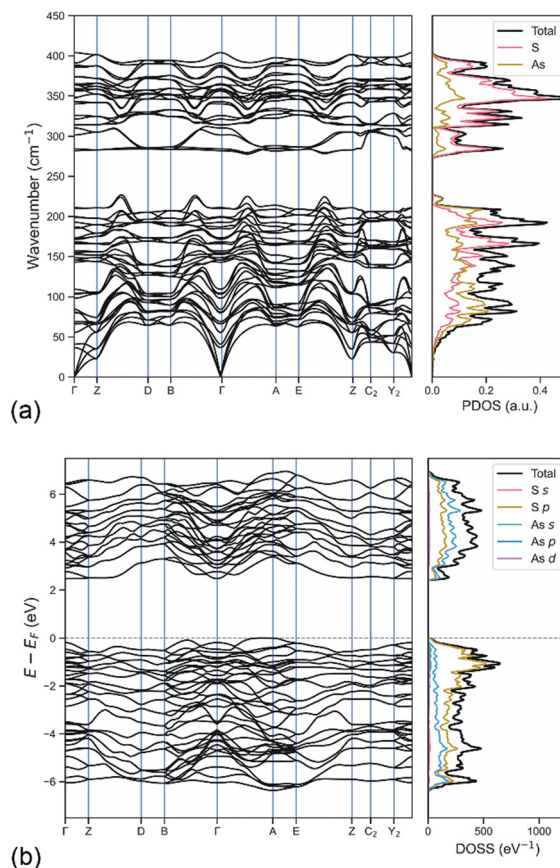 450
400
350
300
250
200
150
100
50
0
Wavenumber (cm⁻¹)
Γ Z D B Γ A E Z C₂ Y₂
Total
S
As
0.0 0.2 0.4
PDOS (a.u.)
(a)
6
4
2
0
−2
−4
−6
E − E_F (eV)
Γ Z D B Γ A E Z C₂ Y₂
Total
S s
S p
As s
As p
As d
0 500 1000
DOSS (eV⁻¹)
(b)